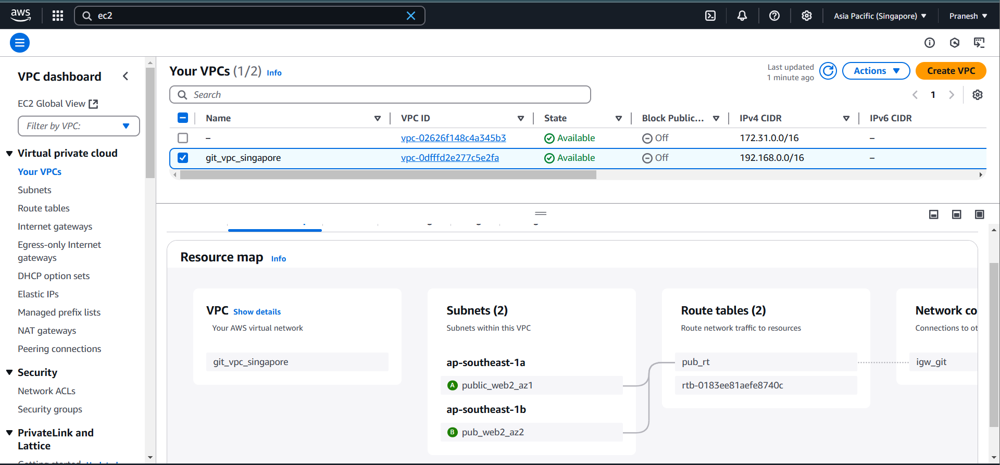 aws
ec2
Asia Pacific (Singapore)
Pranesh
VPC dashboard
EC2 Global View
Filter by VPC:
Virtual private cloud
Your VPCs
Subnets
Route tables
Internet gateways
Egress-only Internet
gateways
DHCP option sets
Elastic IPs
Managed prefix lists
NAT gateways
Peering connections
Security
Network ACLs
Security groups
PrivateLink and
Lattice
Your VPCs (1/2) Info
Last updated
1 minute ago
Actions
Create VPC
Search
1
Name VPC ID State Block Public... IPv4 CIDR IPv6 CIDR
– vpc-02626f148c4a345b3 Available Off 172.31.0.0/16 –
git_vpc_singapore vpc-0dfffd2e277c5e2fa Available Off 192.168.0.0/16 –
Resource map Info
VPC Show details
Your AWS virtual network
git_vpc_singapore
Subnets (2)
Subnets within this VPC
ap-southeast-1a
A public_web2_az1
ap-southeast-1b
B pub_web2_az2
Route tables (2)
Route network traffic to resources
pub_rt
rtb-0183ee81aefe8740c
Network co
Connections to ot
igw_git